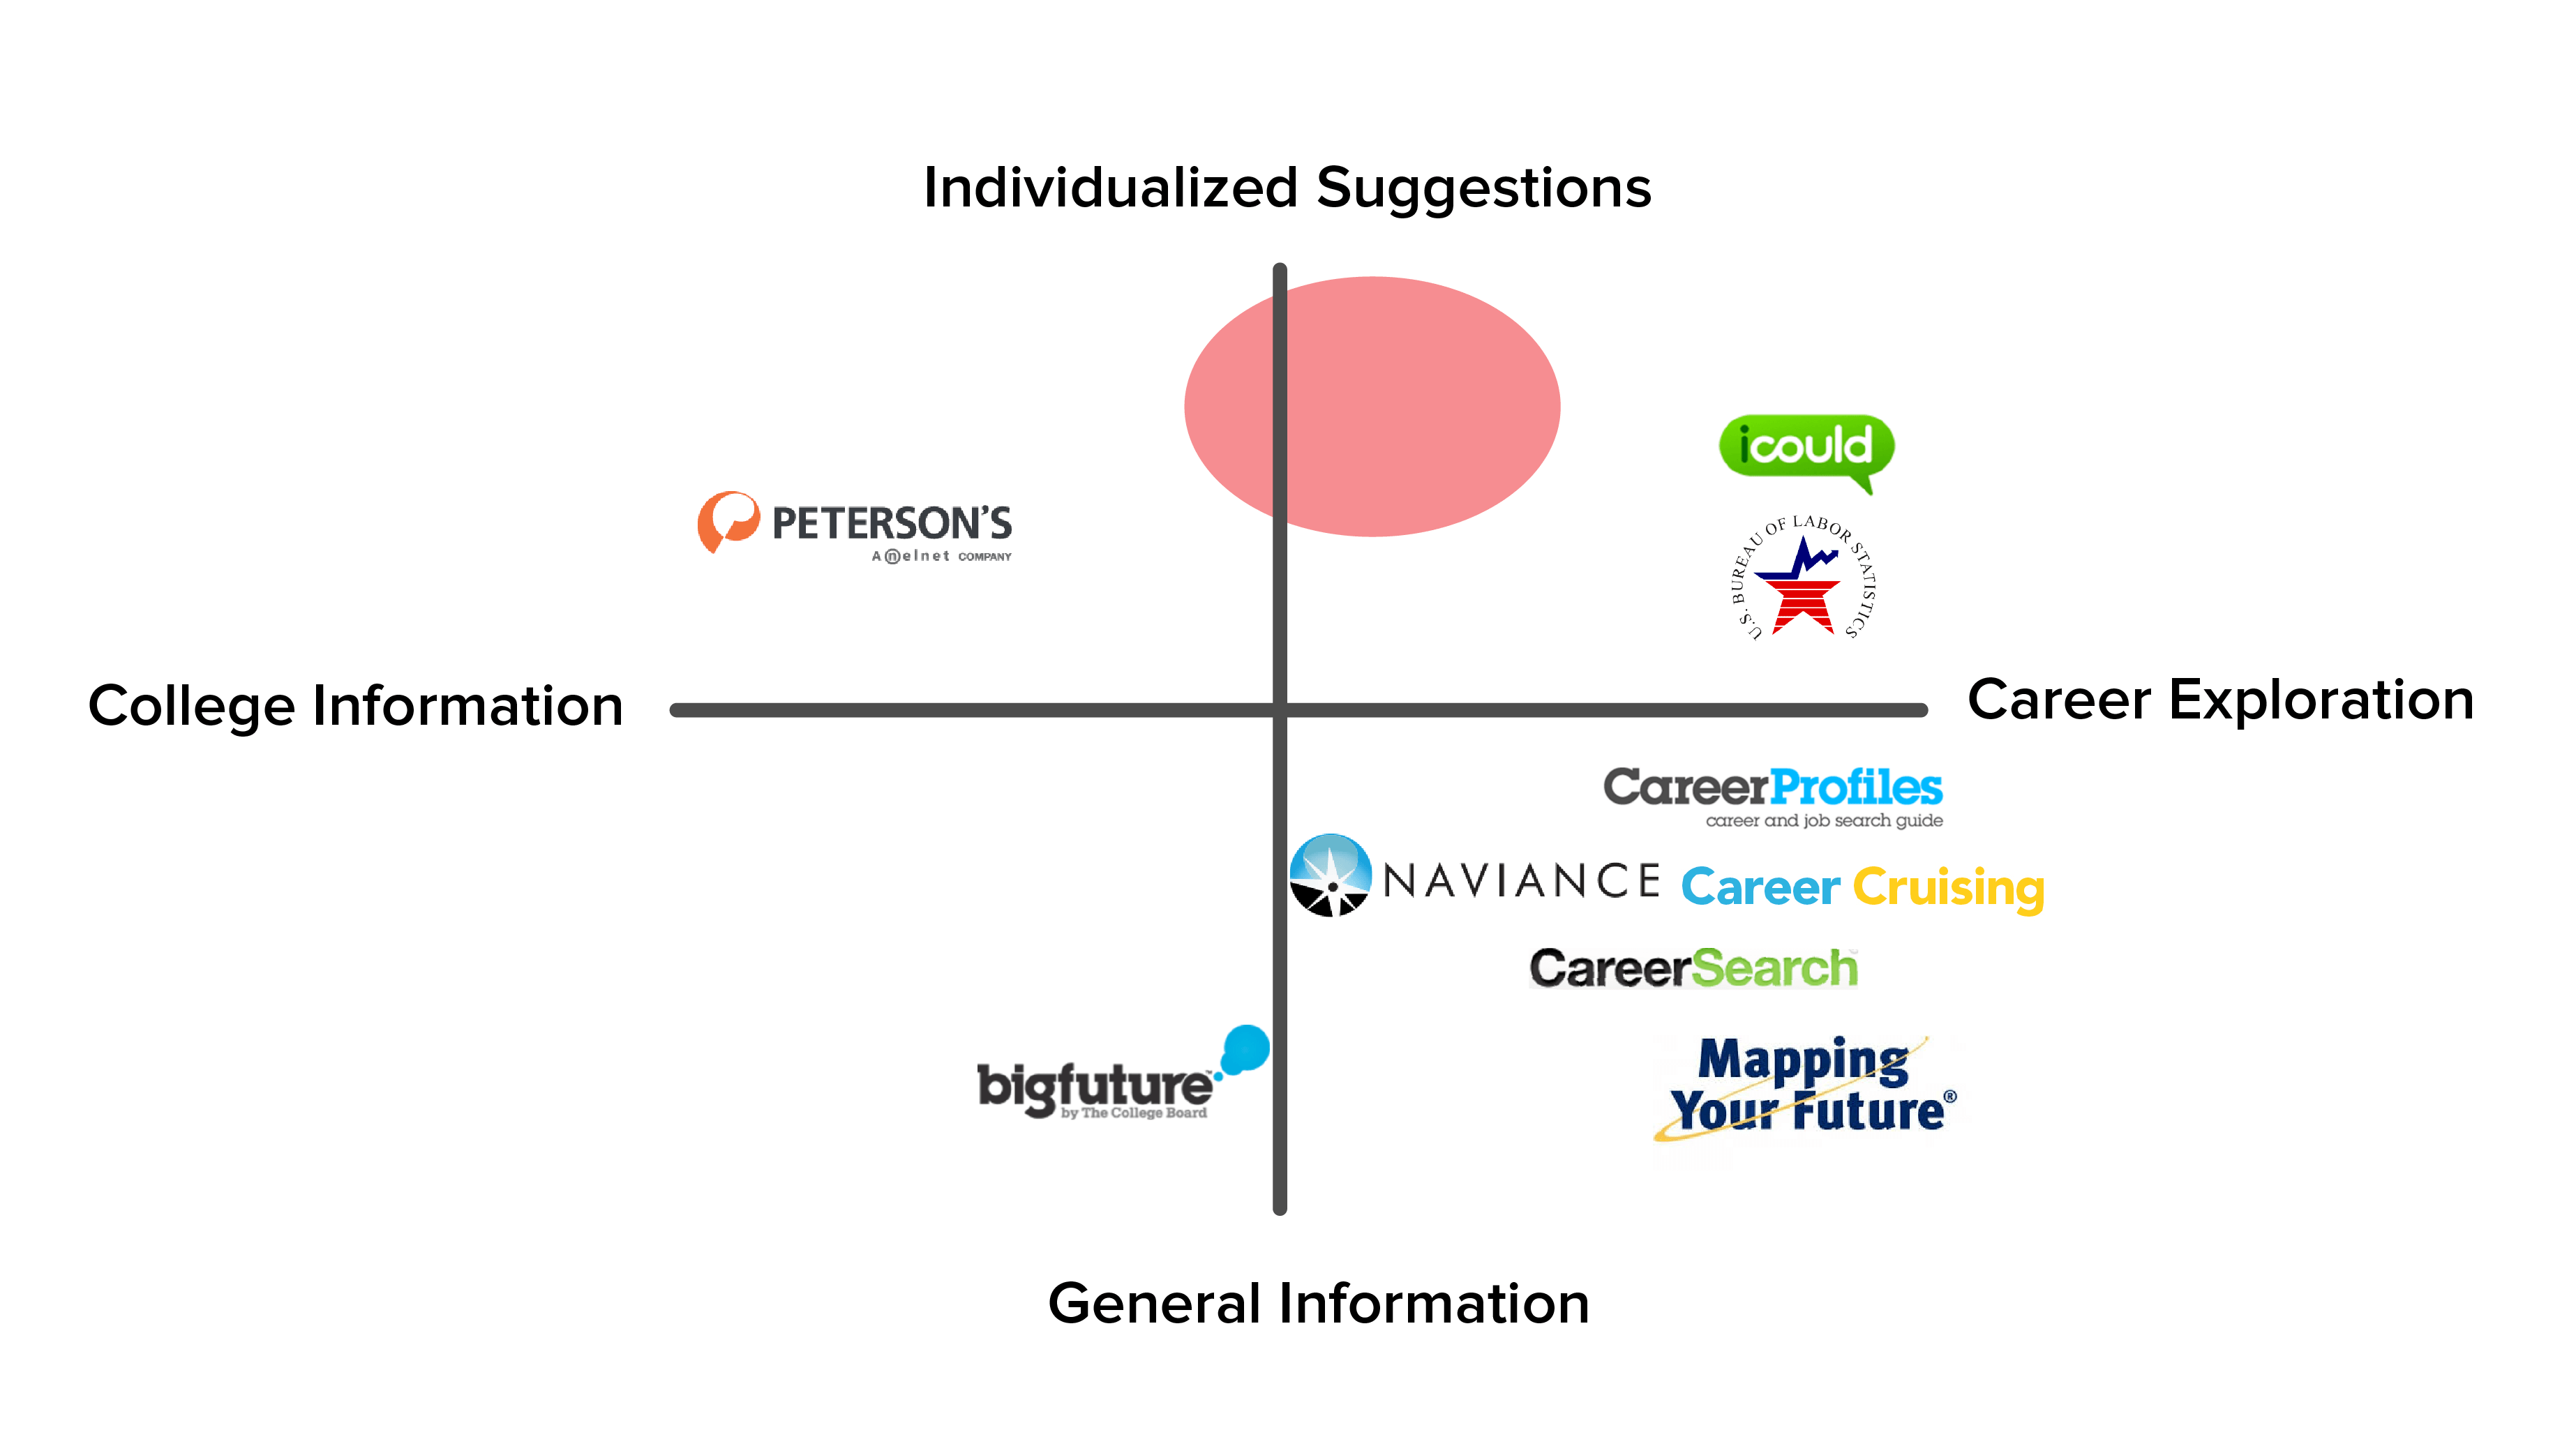 Individualized Suggestions
icould
U.S. BUREAU OF LABOR STATISTICS
PETERSON'S
A nelnet COMPANY
College Information
Career Exploration
CareerProfiles
career and job search guide
NAVIANCE
Career Cruising
CareerSearch
bigfuture™
by The College Board
Mapping
Your Future®
General Information